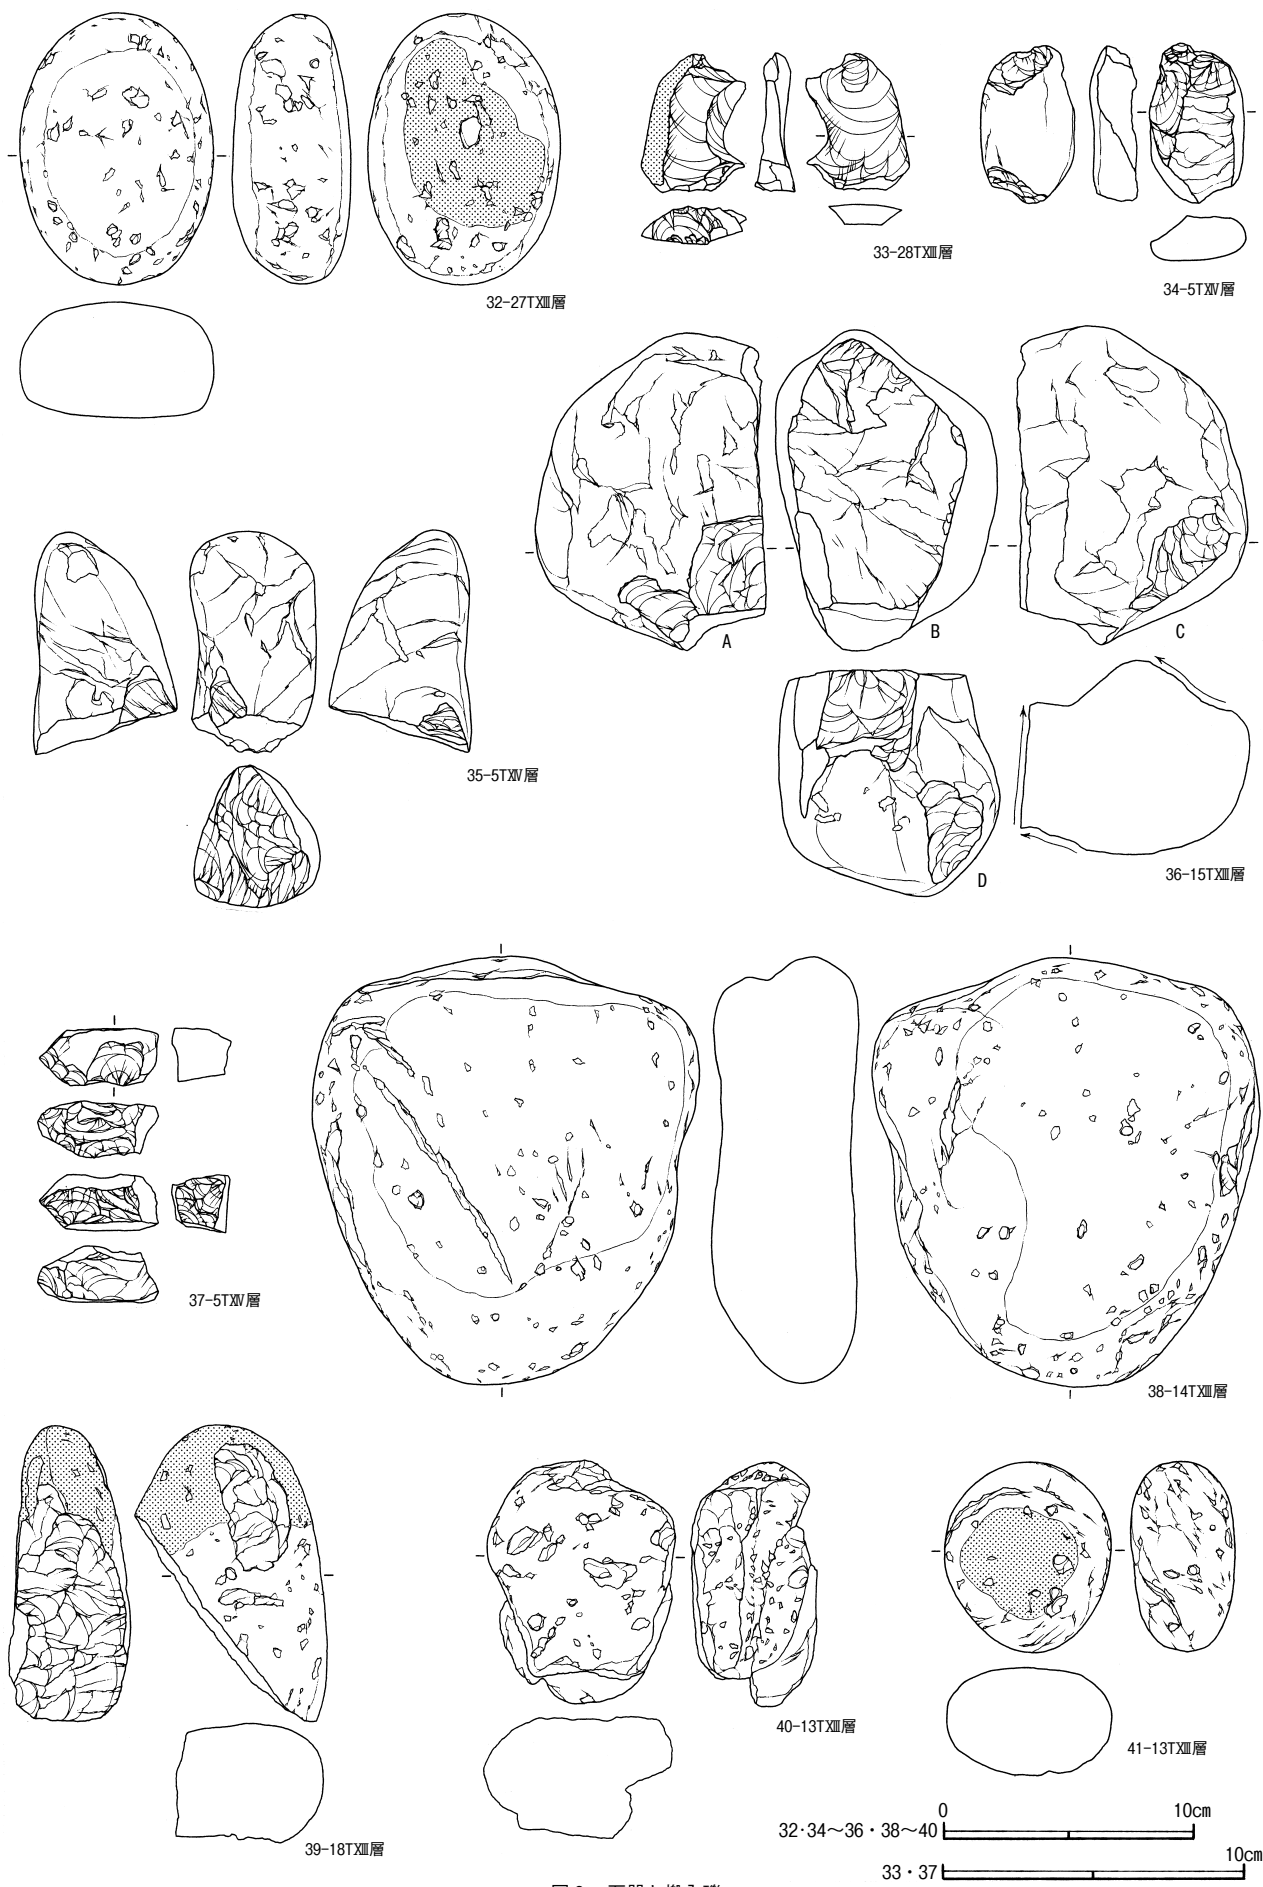 32-27TXIII層
33-28TXIII層
34-5TXIV層
A
B
C
35-5TXIV層
D
36-15TXIII層
37-5TXIV層
38-14TXIII層
39-18TXIII層
40-13TXIII層
41-13TXIII層
0 10cm
32・34～36・38～40
10cm
33・37